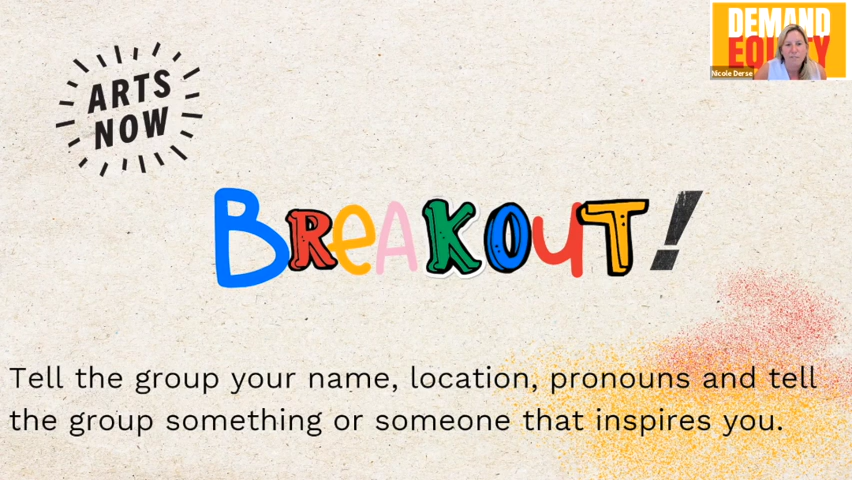 ARTS
NOW
DEMAND
Nicole Derse
BReAKOuT!
Tell the group your name, location, pronouns and tell
the group something or someone that inspires you.